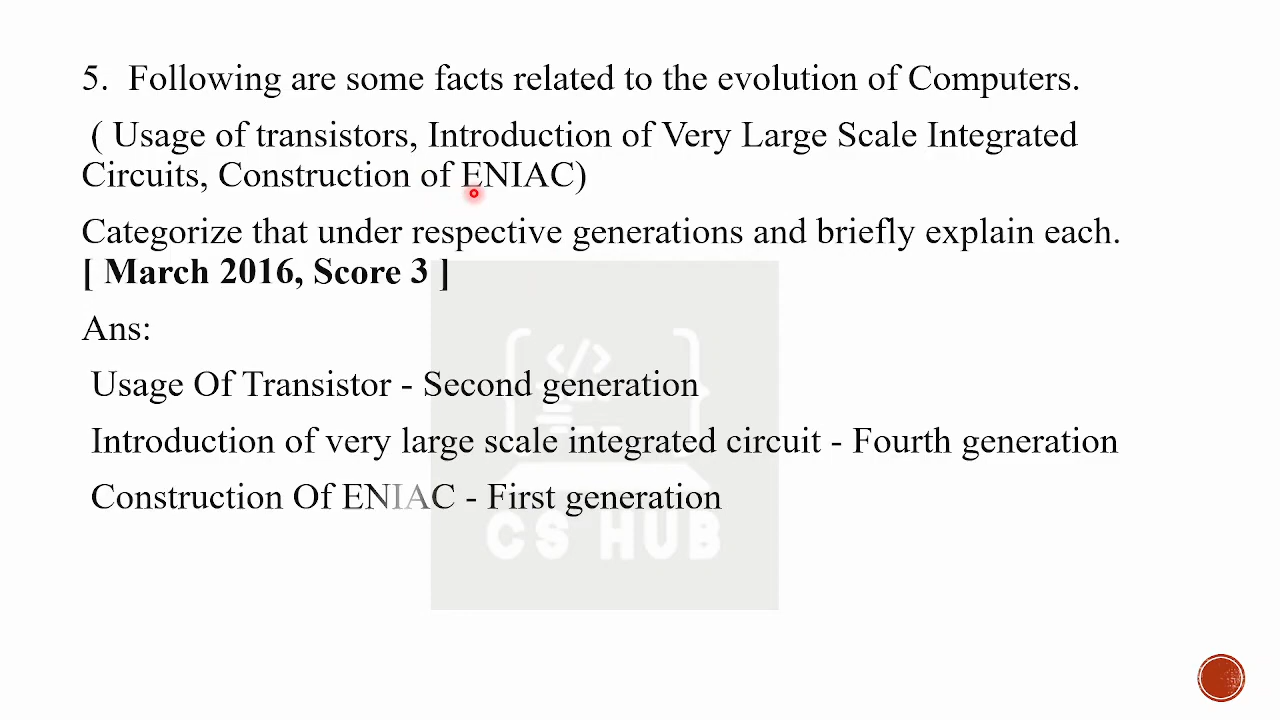 5. Following are some facts related to the evolution of Computers.
( Usage of transistors, Introduction of Very Large Scale Integrated
Circuits, Construction of ENIAC)
Categorize that under respective generations and briefly explain each.
[ March 2016, Score 3 ]
Ans:
Usage Of Transistor - Second generation
Introduction of very large scale integrated circuit - Fourth generation
Construction Of ENIAC - First generation
</>
CS HUB